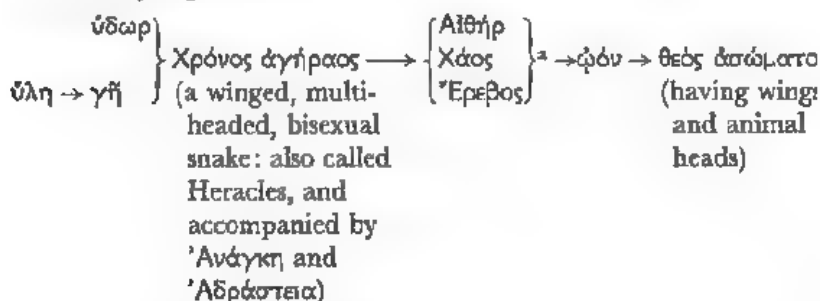 ὕδωρ } { Αἰθήρ
ὕλη → γῆ } Χρόνος ἀγήραος → { Χάος }ᵃ → ᾠόν → θεὸς ἀσώματο
{ Ἔρεβος
(a winged, multi-
headed, bisexual
snake: also called
Heracles, and
accompanied by
Ἀνάγκη and
Ἀδράστεια)
(having wings
and animal
heads)